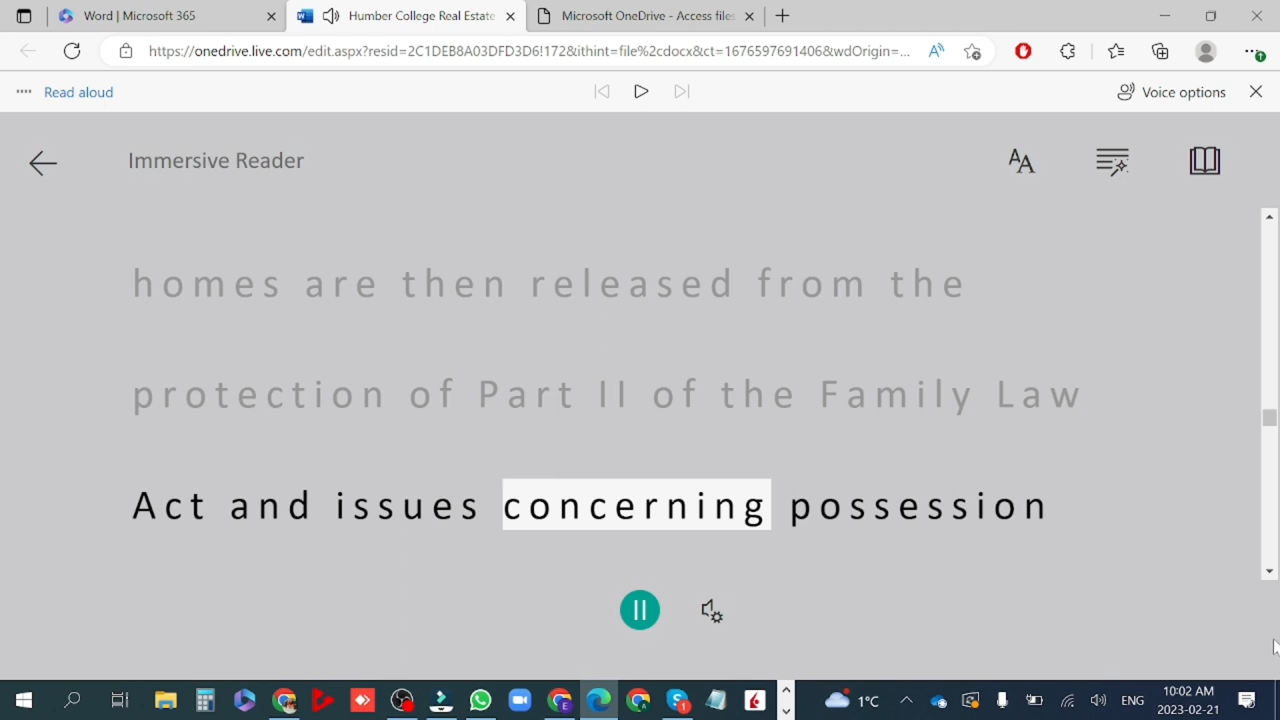 Word | Microsoft 365
Humber College Real Estate
Microsoft OneDrive - Access files
https://onedrive.live.com/edit.aspx?resid=2C1DEB8A03DFD3D6!172&ithint=file%2cdocx&ct=1676597691406&wdOrigin=...
Read aloud
Voice options
Immersive Reader
homes are then released from the
protection of Part II of the Family Law
Act and issues concerning possession
1°C
ENG
10:02 AM
2023-02-21